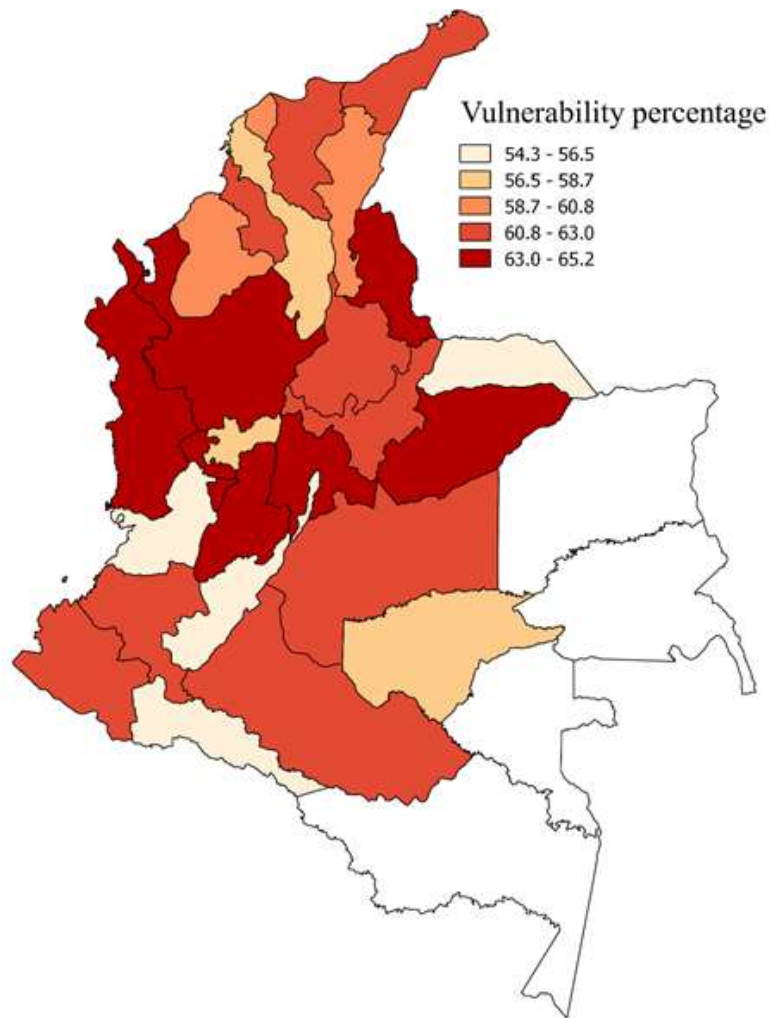 Vulnerability percentage
54.3 - 56.5
56.5 - 58.7
58.7 - 60.8
60.8 - 63.0
63.0 - 65.2